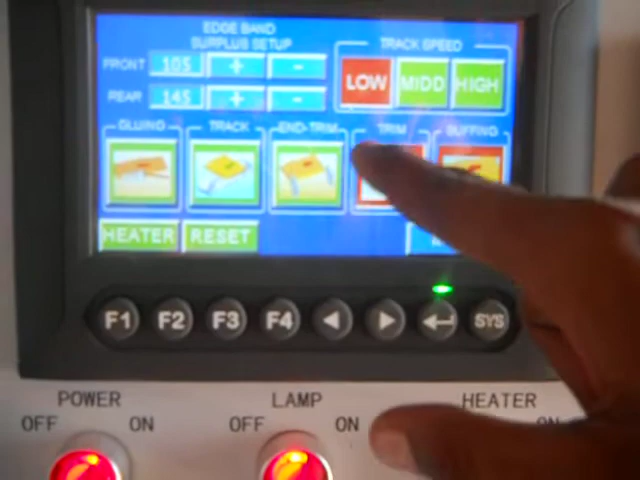 EDGE BAND
SURPLUS SETUP
TRACK SPEED
FRONT 105 + -
LOW MIDD HIGH
REAR 145 + -
GLUING TRACK END-TRIM TRIM BUFFING
HEATER RESET
F1 F2 F3 F4 SYS
POWER LAMP HEATER
OFF ON OFF ON ON